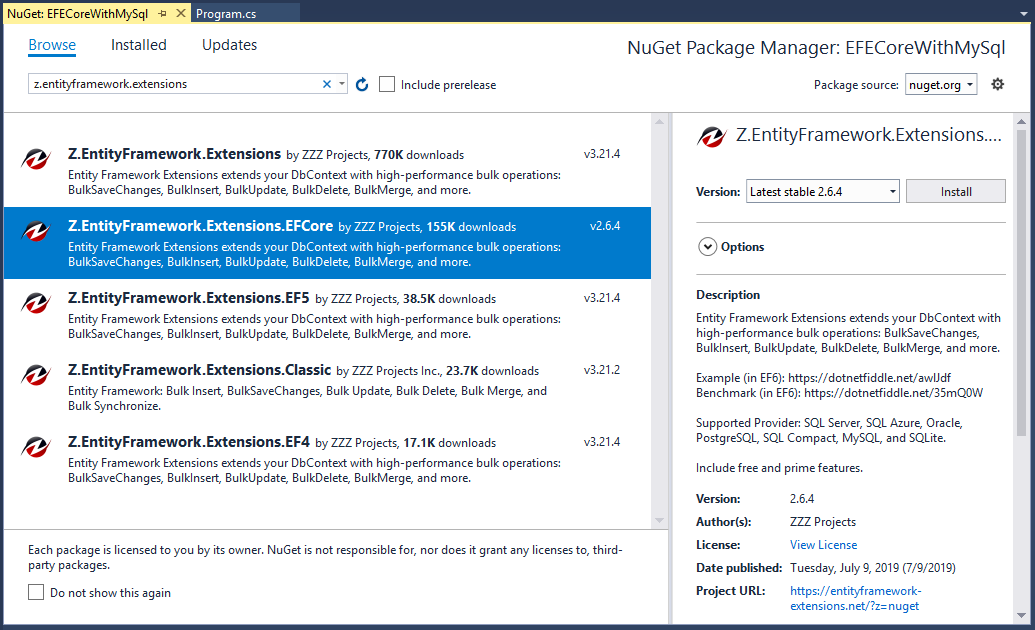 NuGet: EFECoreWithMySql
Program.cs
Browse Installed Updates
NuGet Package Manager: EFECoreWithMySql
z.entityframework.extensions
Include prerelease
Package source: nuget.org
Z.EntityFramework.Extensions by ZZZ Projects, 770K downloads v3.21.4
Entity Framework Extensions extends your DbContext with high-performance bulk operations:
BulkSaveChanges, BulkInsert, BulkUpdate, BulkDelete, BulkMerge, and more.
Z.EntityFramework.Extensions.EFCore by ZZZ Projects, 155K downloads v2.6.4
Entity Framework Extensions extends your DbContext with high-performance bulk operations:
BulkSaveChanges, BulkInsert, BulkUpdate, BulkDelete, BulkMerge, and more.
Z.EntityFramework.Extensions.EF5 by ZZZ Projects, 38.5K downloads v3.21.4
Entity Framework Extensions extends your DbContext with high-performance bulk operations:
BulkSaveChanges, BulkInsert, BulkUpdate, BulkDelete, BulkMerge, and more.
Z.EntityFramework.Extensions.Classic by ZZZ Projects Inc., 23.7K downloads v3.21.2
Entity Framework: Bulk Insert, BulkSaveChanges, Bulk Update, Bulk Delete, Bulk Merge, and
Bulk Synchronize.
Z.EntityFramework.Extensions.EF4 by ZZZ Projects, 17.1K downloads v3.21.4
Entity Framework Extensions extends your DbContext with high-performance bulk operations:
BulkSaveChanges, BulkInsert, BulkUpdate, BulkDelete, BulkMerge, and more.
Each package is licensed to you by its owner. NuGet is not responsible for, nor does it grant any licenses to, third-
party packages.
Do not show this again
Z.EntityFramework.Extensions....
Version: Latest stable 2.6.4 Install
Options
Description
Entity Framework Extensions extends your DbContext with
high-performance bulk operations: BulkSaveChanges,
BulkInsert, BulkUpdate, BulkDelete, BulkMerge, and more.
Example (in EF6): https://dotnetfiddle.net/awlJdf
Benchmark (in EF6): https://dotnetfiddle.net/35mQ0W
Supported Provider: SQL Server, SQL Azure, Oracle,
PostgreSQL, SQL Compact, MySQL, and SQLite.
Include free and prime features.
Version: 2.6.4
Author(s): ZZZ Projects
License: View License
Date published: Tuesday, July 9, 2019 (7/9/2019)
Project URL: https://entityframework-
extensions.net/?z=nuget